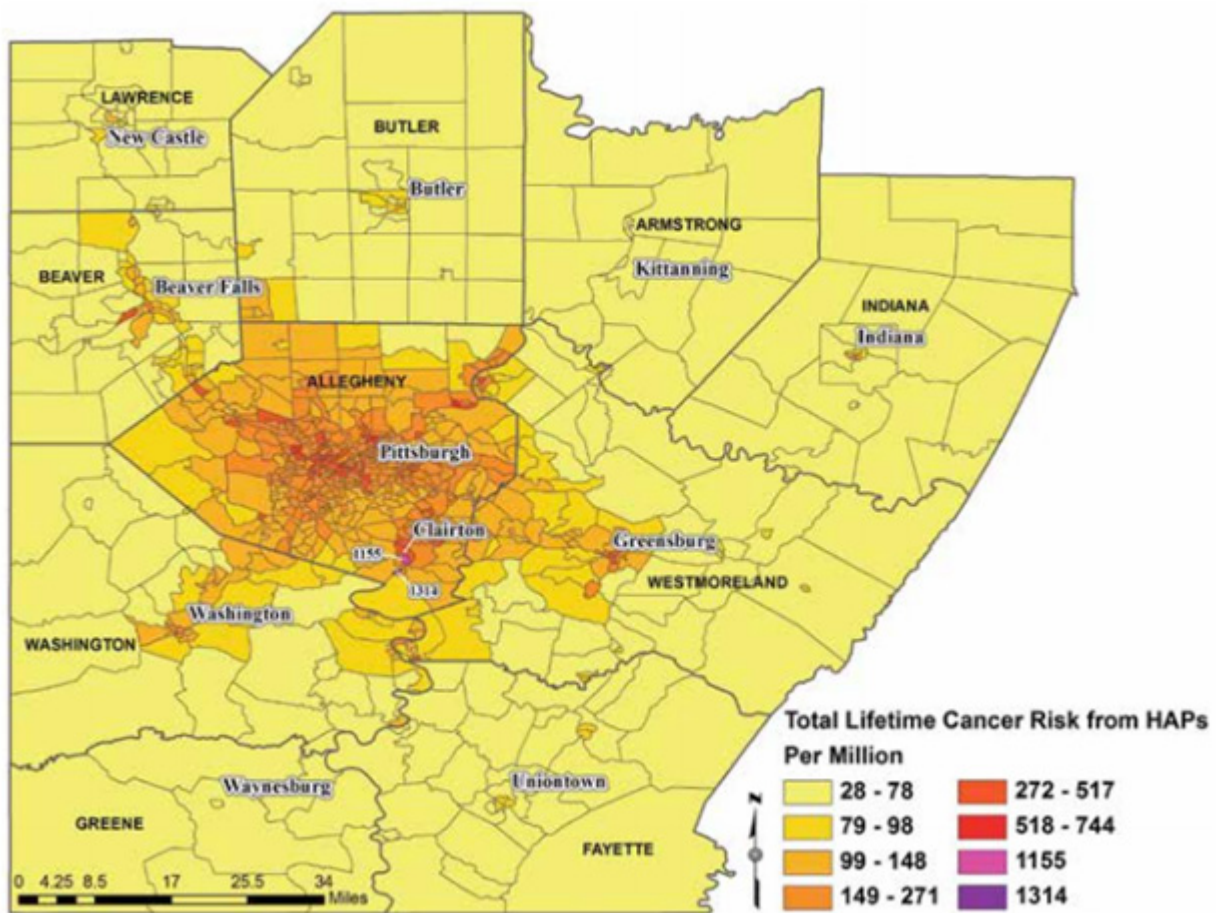 LAWRENCE
New Castle
BUTLER
Butler
ARMSTRONG
Kittanning
BEAVER
Beaver Falls
INDIANA
Indiana
ALLEGHENY
Pittsburgh
Clairton
1155
1314
Greensburg
WESTMORELAND
Washington
WASHINGTON
Waynesburg
Uniontown
GREENE
FAYETTE
0 4.25 8.5 17 25.5 34
Miles
N
Total Lifetime Cancer Risk from HAPs
Per Million
28 - 78
79 - 98
99 - 148
149 - 271
272 - 517
518 - 744
1155
1314